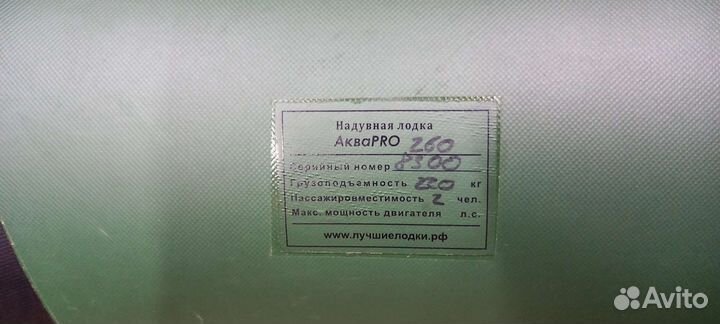 Надувная лодка
АкваPRO 260
Серийный номер 8300
Грузоподъемность 220 кг
Пассажировместимость 2 чел.
Макс. мощность двигателя л.с.
www.лучшиелодки.рф
Avito